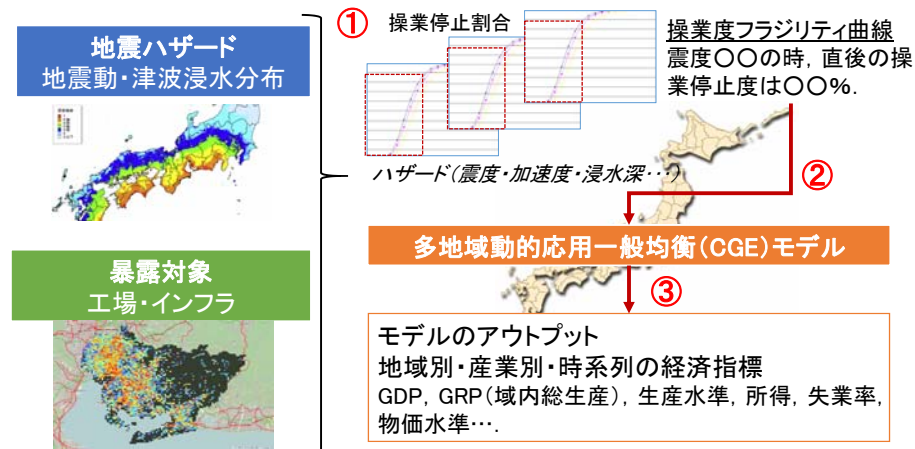 地震ハザード
地震動・津波浸水分布
暴露対象
工場・インフラ
①
操業停止割合
ハザード（震度・加速度・浸水深…）
操業度フラジリティ曲線
震度〇〇の時，直後の操
業停止度は〇〇%．
②
多地域動的応用一般均衡（CGE）モデル
③
モデルのアウトプット
地域別・産業別・時系列の経済指標
GDP，GRP（域内総生産），生産水準，所得，失業率，
物価水準…．